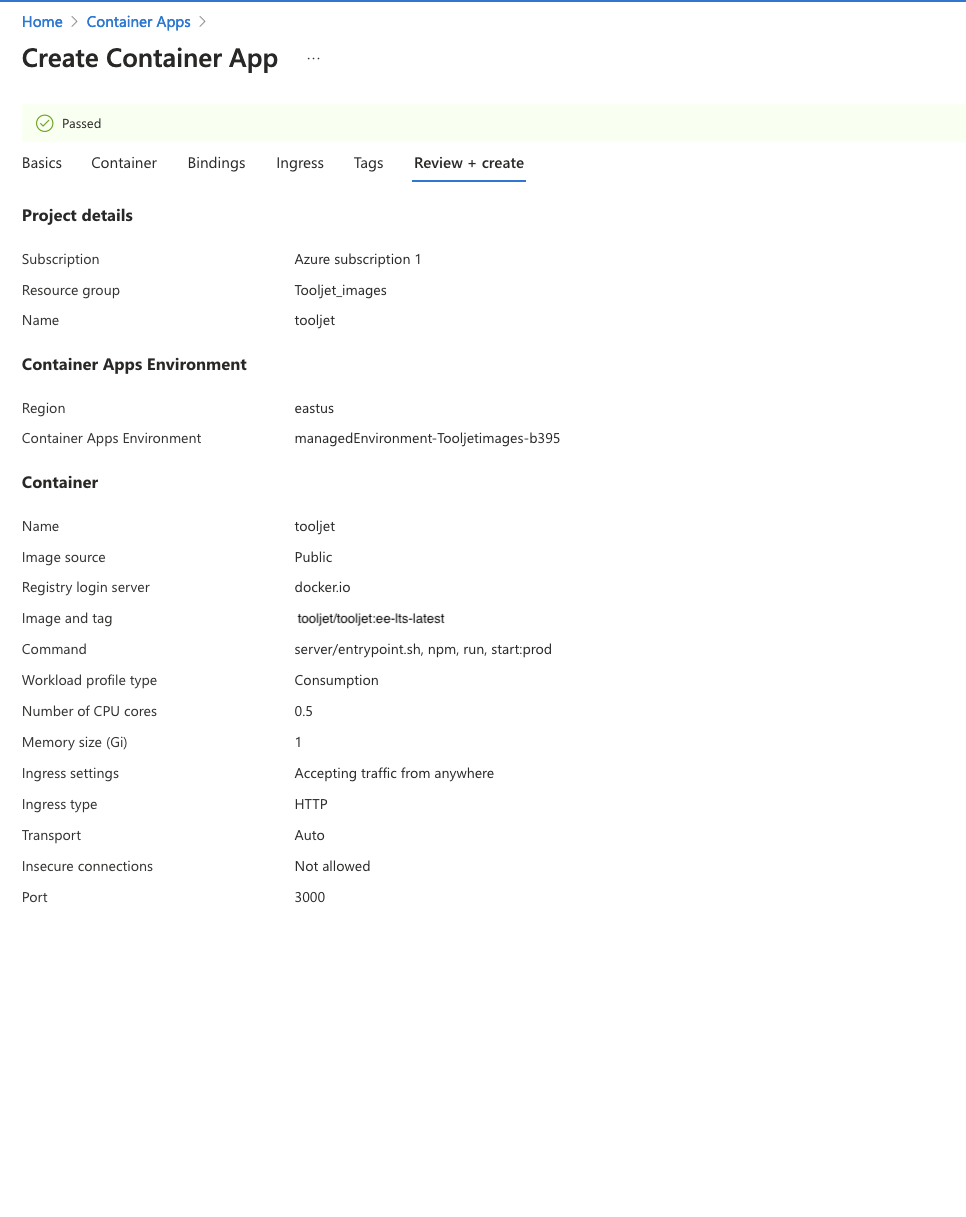 Home > Container Apps >
Create Container App ...
Passed
Basics Container Bindings Ingress Tags Review + create
Project details
Subscription Azure subscription 1
Resource group Tooljet_images
Name tooljet
Container Apps Environment
Region eastus
Container Apps Environment managedEnvironment-Tooljetimages-b395
Container
Name tooljet
Image source Public
Registry login server docker.io
Image and tag tooljet/tooljet:ee-lts-latest
Command server/entrypoint.sh, npm, run, start:prod
Workload profile type Consumption
Number of CPU cores 0.5
Memory size (Gi) 1
Ingress settings Accepting traffic from anywhere
Ingress type HTTP
Transport Auto
Insecure connections Not allowed
Port 3000